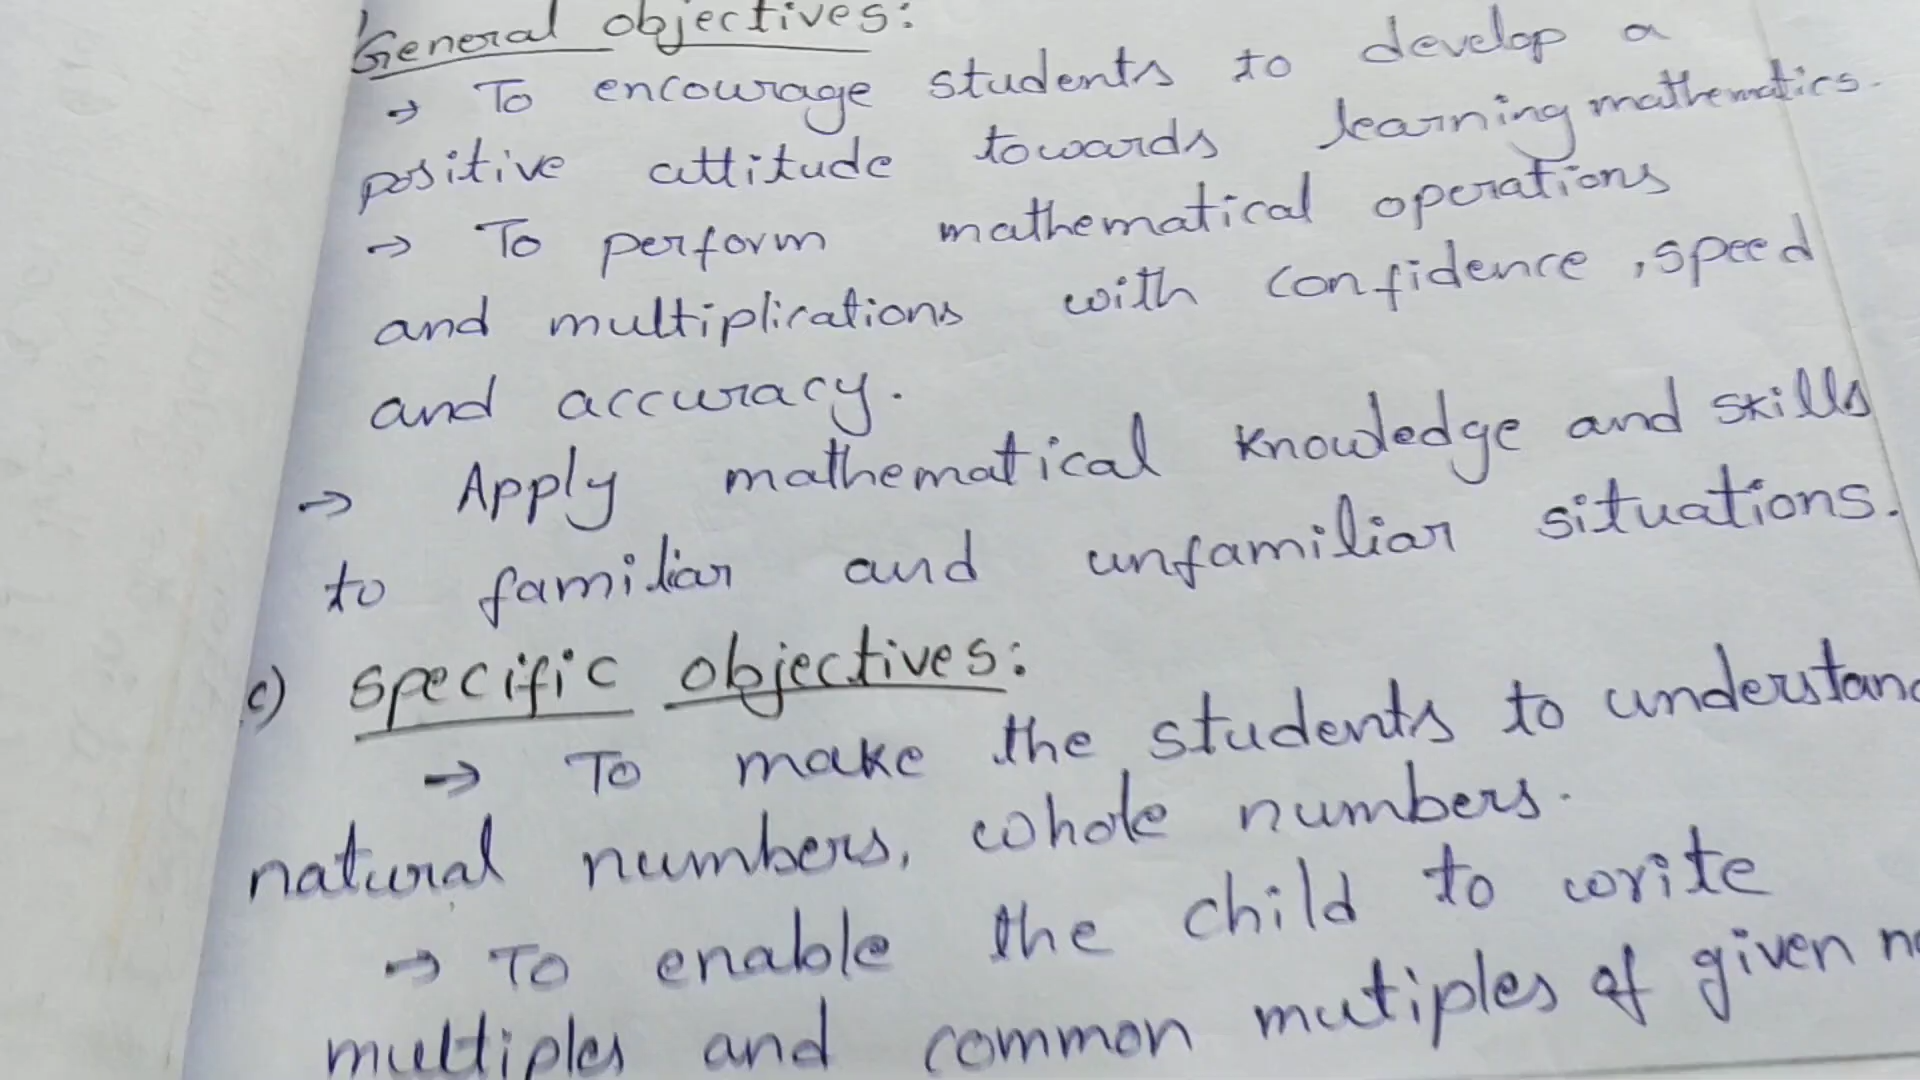 General objectives:
→ To encourage students to develop a
positive attitude towards learning mathematics.
→ To perform mathematical operations
and multiplications with confidence, speed
and accuracy.
→ Apply mathematical knowledge and skills
to familiar and unfamiliar situations.
c) Specific objectives:
→ To make the students to understand
natural numbers, whole numbers.
→ To enable the child to write
multiples and common mutiples of given